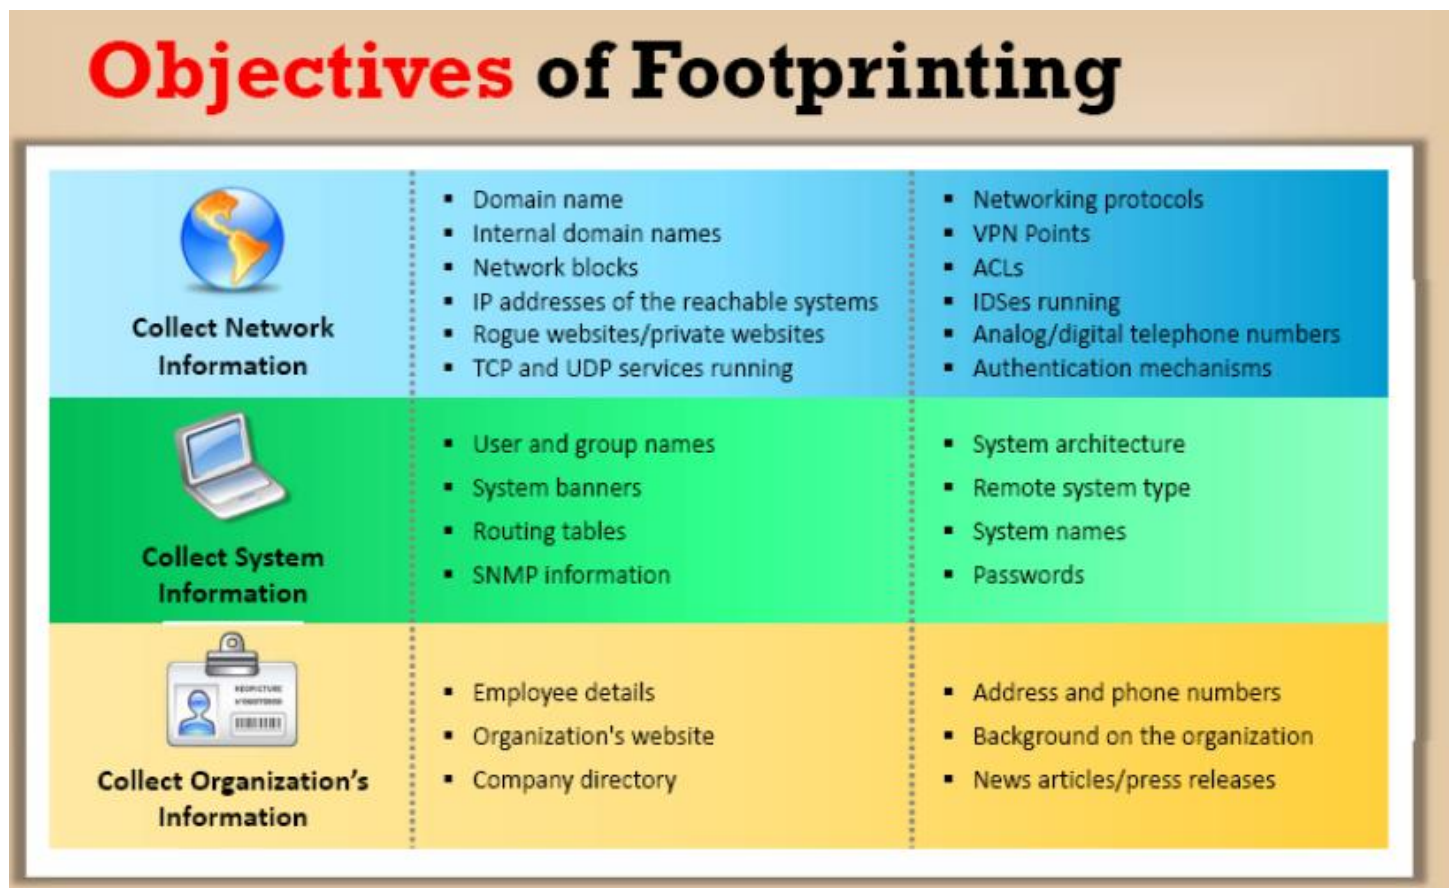 Objectives of Footprinting
Collect Network
Information
▪ Domain name
▪ Internal domain names
▪ Network blocks
▪ IP addresses of the reachable systems
▪ Rogue websites/private websites
▪ TCP and UDP services running
▪ Networking protocols
▪ VPN Points
▪ ACLs
▪ IDSes running
▪ Analog/digital telephone numbers
▪ Authentication mechanisms
Collect System
Information
▪ User and group names
▪ System banners
▪ Routing tables
▪ SNMP information
▪ System architecture
▪ Remote system type
▪ System names
▪ Passwords
Collect Organization’s
Information
▪ Employee details
▪ Organization's website
▪ Company directory
▪ Address and phone numbers
▪ Background on the organization
▪ News articles/press releases